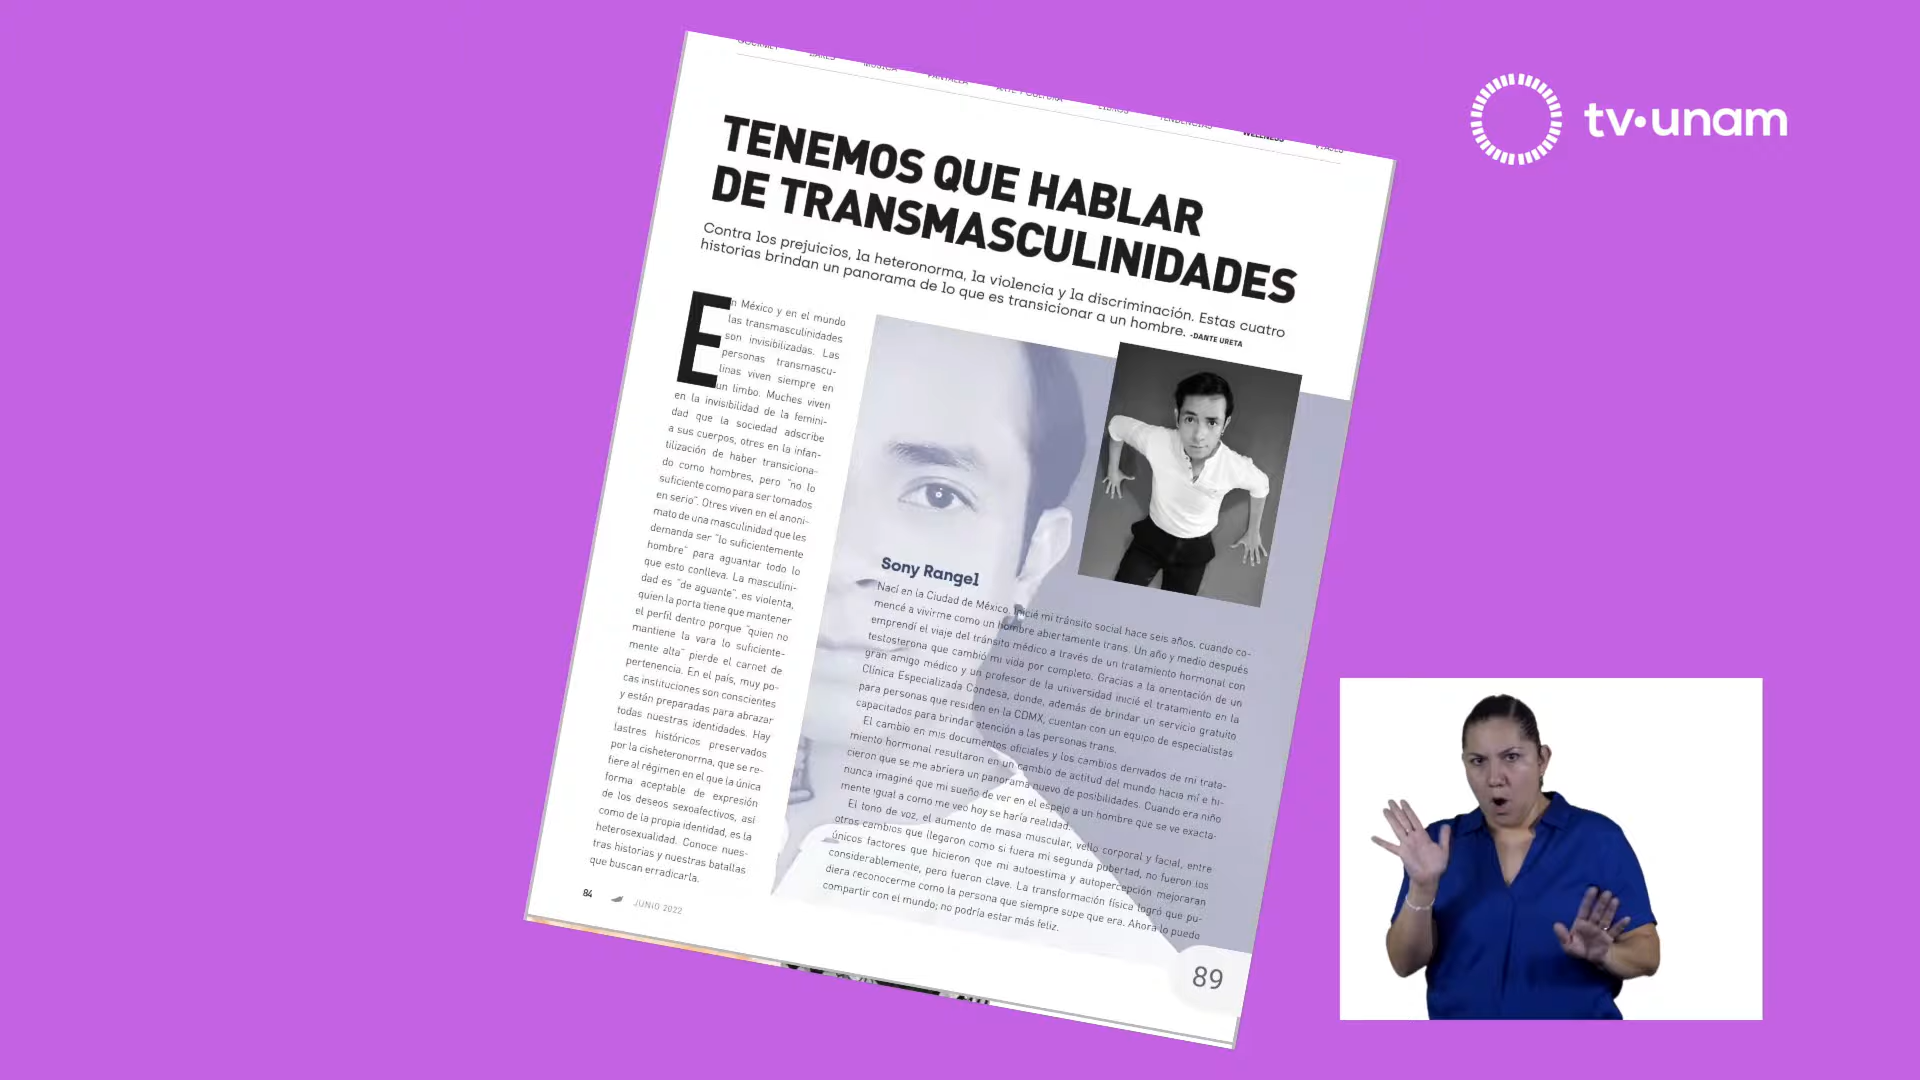 tv·unam
GOURMET
MÚSICA
PANTALLA
ARTE Y CULTURA
LIBROS
TENDENCIAS
WELLNESS
TENEMOS QUE HABLAR
DE TRANSMASCULINIDADES
Contra los prejuicios, la heteronorma, la violencia y la discriminación. Estas cuatro
historias brindan un panorama de lo que es transicionar a un hombre. -DANTE URETA
En México y en el mundo
las transmasculinidades
son invisibilizadas. Las
personas transmascu-
linas viven siempre en
un limbo. Muches viven
en la invisibilidad de la femini-
dad que la sociedad adscribe
a sus cuerpos, otres en la infan-
tilización de haber transiciona-
do como hombres, pero "no lo
suficiente como para ser tomados
en serio". Otres viven en el anoni-
mato de una masculinidad que les
demanda ser "lo suficientemente
hombre" para aguantar todo lo
que esto conlleva. La masculini-
dad es "de aguante", es violenta,
quien la porta tiene que mantener
el perfil dentro porque "quien no
mantiene la vara lo suficiente-
mente alta" pierde el carnet de
pertenencia. En el país, muy po-
cas instituciones son conscientes
y están preparadas para abrazar
todas nuestras identidades. Hay
lastres históricos preservados
por la cisheteronorma, que se re-
fiere al régimen en el que la única
forma aceptable de expresión
de los deseos sexoafectivos, así
como de la propia identidad, es la
heterosexualidad. Conoce nues-
tras historias y nuestras batallas
que buscan erradicarla.
Sony Rangel
Nací en la Ciudad de México. Inicié mi tránsito social hace seis años, cuando co-
mencé a vivirme como un hombre abiertamente trans. Un año y medio después
emprendí el viaje del tránsito médico a través de un tratamiento hormonal con
testosterona que cambió mi vida por completo. Gracias a la orientación de un
gran amigo médico y un profesor de la universidad inicié el tratamiento en la
Clínica Especializada Condesa, donde, además de brindar un servicio gratuito
para personas que residen en la CDMX, cuentan con un equipo de especialistas
capacitados para brindar atención a las personas trans.
El cambio en mis documentos oficiales y los cambios derivados de mi trata-
miento hormonal resultaron en un cambio de actitud del mundo hacia mí e hi-
cieron que se me abriera un panorama nuevo de posibilidades. Cuando era niño
nunca imaginé que mi sueño de ver en el espejo a un hombre que se ve exacta-
mente igual a como me veo hoy se haría realidad.
El tono de voz, el aumento de masa muscular, vello corporal y facial, entre
otros cambios que llegaron como si fuera mi segunda pubertad, no fueron los
únicos factores que hicieron que mi autoestima y autopercepción mejoraran
considerablemente, pero fueron clave. La transformación física logró que pu-
diera reconocerme como la persona que siempre supe que era. Ahora lo puedo
compartir con el mundo; no podría estar más feliz.
84
JUNIO 2022
89